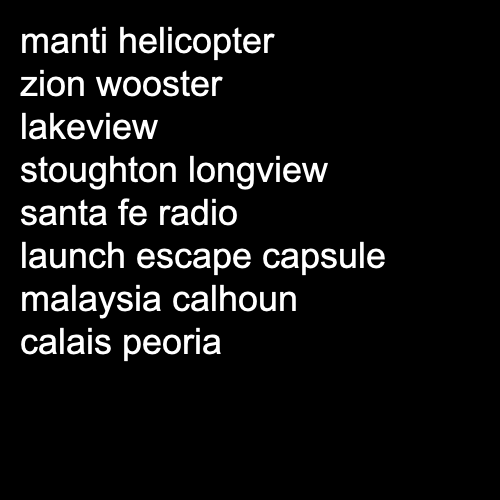 manti helicopter
zion wooster
lakeview
stoughton longview
santa fe radio
launch escape capsule
malaysia calhoun
calais peoria